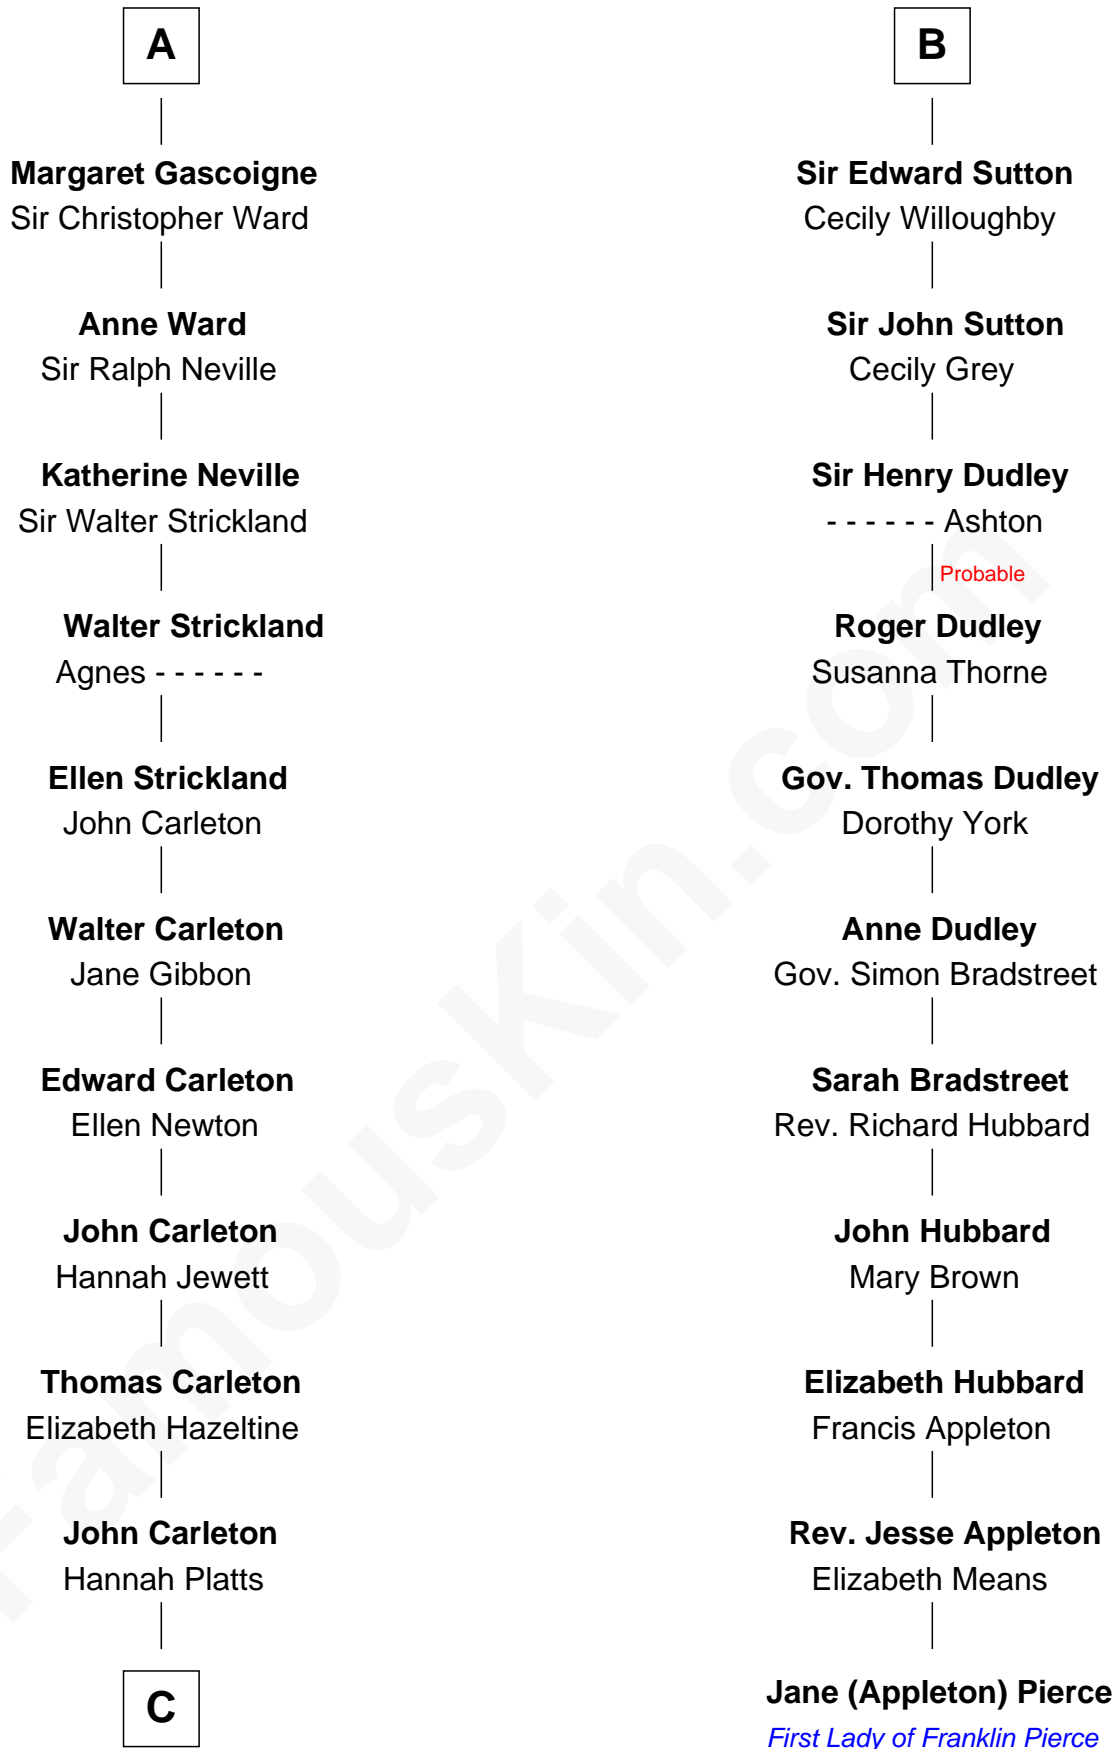 A
Margaret Gascoigne
Sir Christopher Ward
Anne Ward
Sir Ralph Neville
Katherine Neville
Sir Walter Strickland
Walter Strickland
Agnes - - - - - -
Ellen Strickland
John Carleton
Walter Carleton
Jane Gibbon
Edward Carleton
Ellen Newton
John Carleton
Hannah Jewett
Thomas Carleton
Elizabeth Hazeltine
John Carleton
Hannah Platts
C
B
Sir Edward Sutton
Cecily Willoughby
Sir John Sutton
Cecily Grey
Sir Henry Dudley
- - - - - - Ashton
Probable
Roger Dudley
Susanna Thorne
Gov. Thomas Dudley
Dorothy York
Anne Dudley
Gov. Simon Bradstreet
Sarah Bradstreet
Rev. Richard Hubbard
John Hubbard
Mary Brown
Elizabeth Hubbard
Francis Appleton
Rev. Jesse Appleton
Elizabeth Means
Jane (Appleton) Pierce
First Lady of Franklin Pierce
FamousKin.com